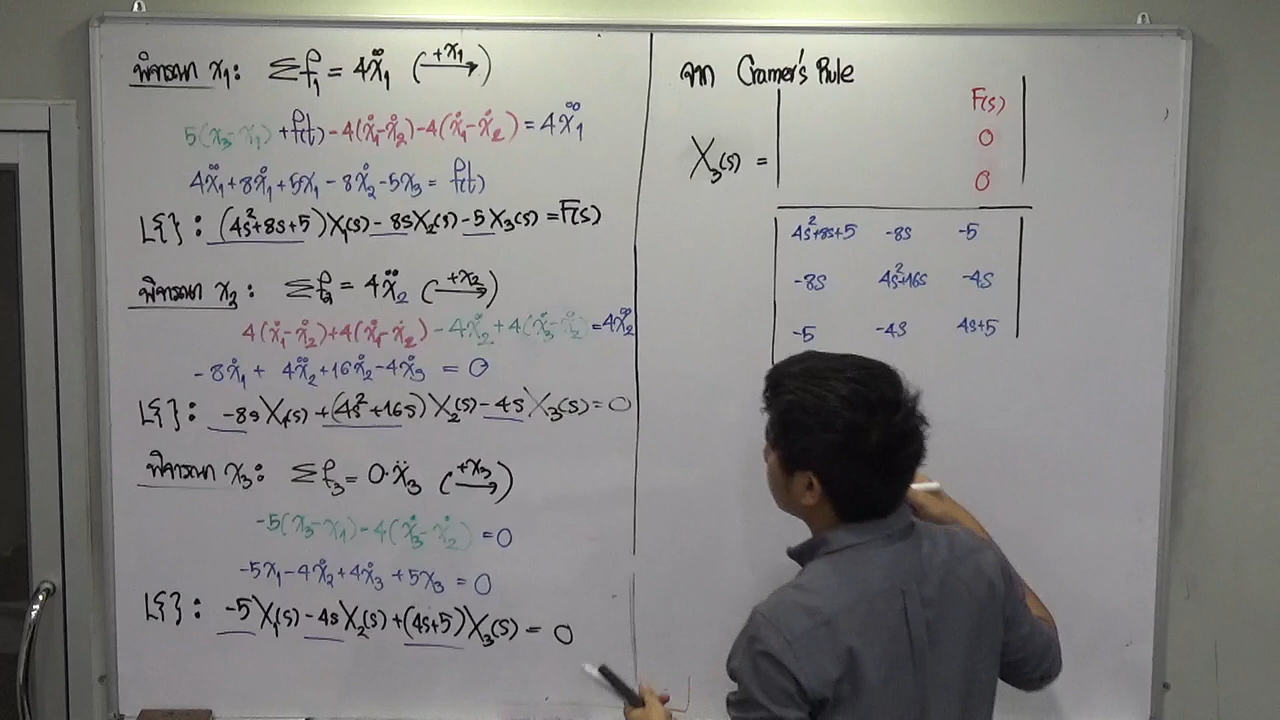 พิจารณา x₁: Σf₁ = 4ẍ₁ (+x₁→)
5(x₃-x₁)+f(t)-4(ẋ₁-ẋ₂)-4(ẋ₁-ẋ₂)=4ẍ₁
4ẍ₁+8ẋ₁+5x₁-8ẋ₂-5x₃= f(t)
L{}: (4s²+8s+5)X₁(s)-8sX₂(s)-5X₃(s)=F(s)
พิจารณา x₂: Σf₂ = 4ẍ₂ (+x₂→)
4(ẋ₁-ẋ₂)+4(ẋ₁-ẋ₂)-4ẋ₂+4(ẋ₃-ẋ₂)=4ẍ₂
-8ẋ₁+ 4ẍ₂+16ẋ₂-4ẋ₃ = 0
L{}: -8sX₁(s)+(4s²+16s)X₂(s)-4sX₃(s)=0
พิจารณา x₃: Σf₃=0·ẍ₃ (+x₃→)
-5(x₃-x₁)-4(ẋ₃-ẋ₂) =0
-5x₁-4ẋ₂+4ẋ₃+5x₃=0
L{}: -5X₁(s)-4sX₂(s)+(4s+5)X₃(s)=0
จาก Cramer's Rule
F(s)
0
X₃(s) =
0
4s²+8s+5 -8s -5
-8s 4s²+16s -4s
-5 -4s 4s+5